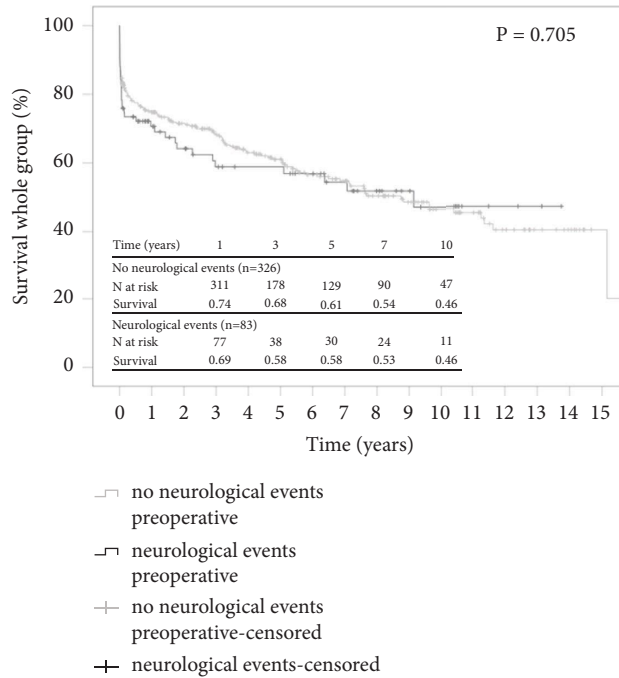 P = 0.705
Survival whole group (%)
100
80
60
40
20
0
Time (years) 1 3 5 7 10
No neurological events (n=326)
N at risk 311 178 129 90 47
Survival 0.74 0.68 0.61 0.54 0.46
Neurological events (n=83)
N at risk 77 38 30 24 11
Survival 0.69 0.58 0.58 0.53 0.46
0 1 2 3 4 5 6 7 8 9 10 11 12 13 14 15
Time (years)
no neurological events
preoperative
neurological events
preoperative
no neurological events
preoperative-censored
neurological events-censored